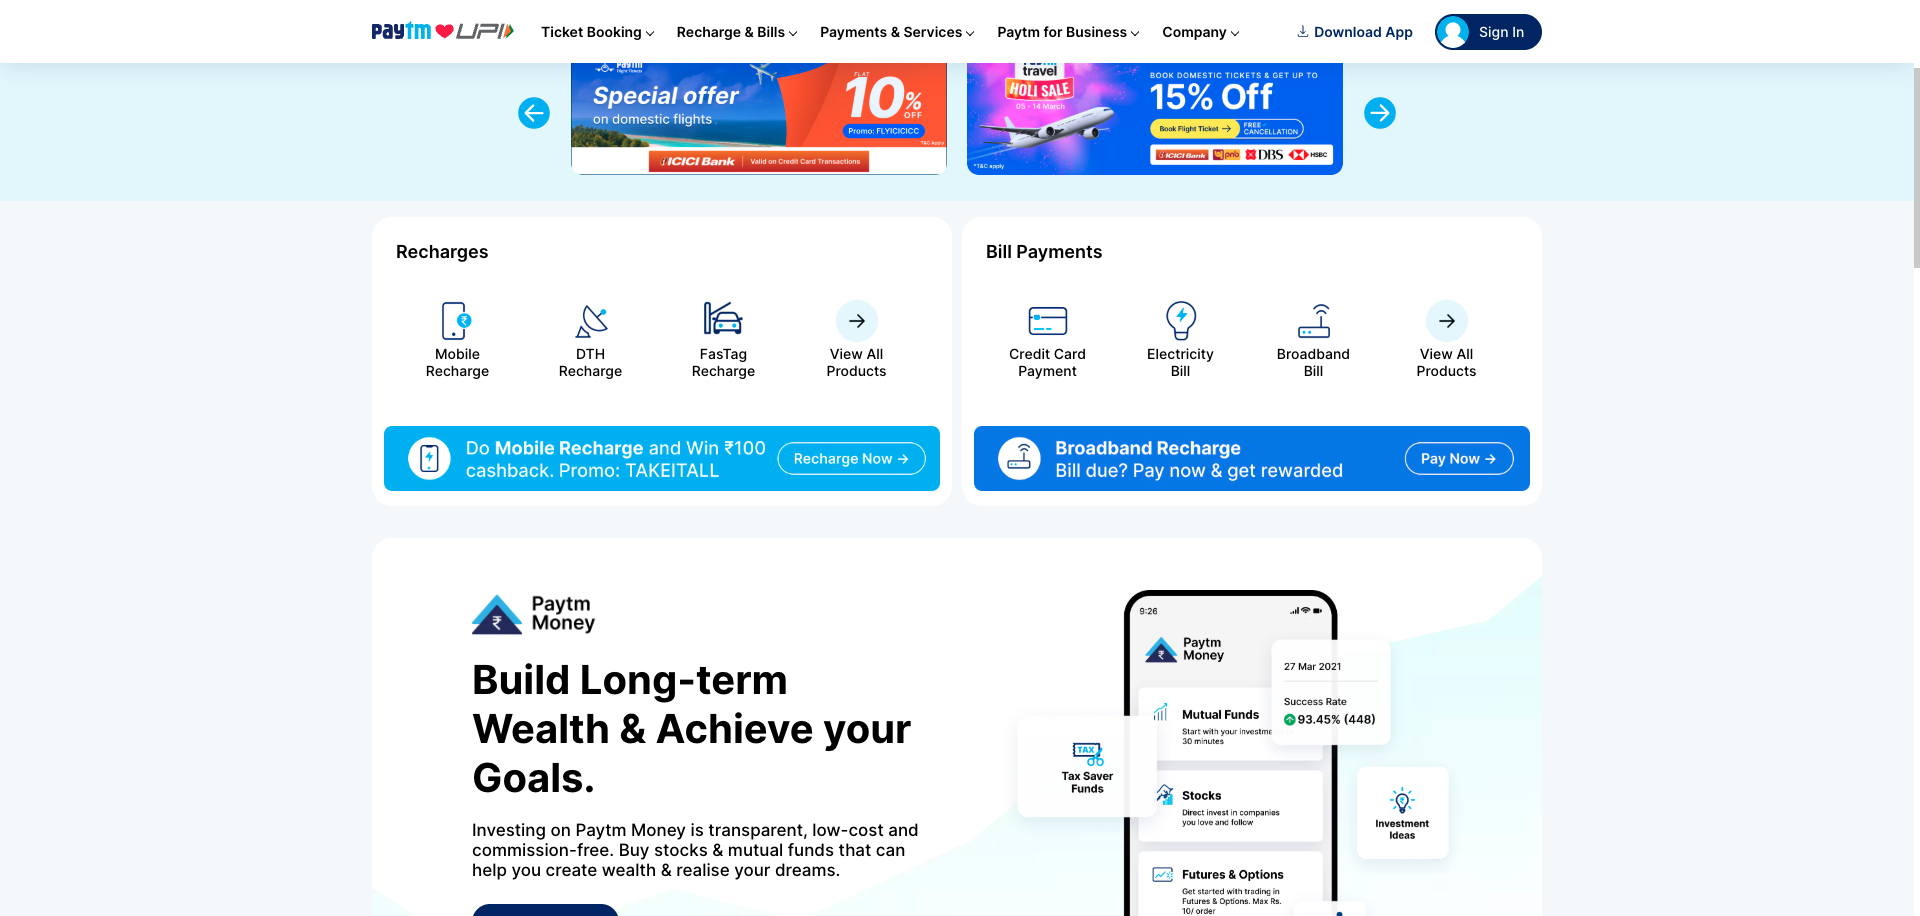 paytm UPI
Ticket Booking
Recharge & Bills
Payments & Services
Paytm for Business
Company
Download App
Sign In
paytm
Flight Tickets
Special offer
on domestic flights
FLAT
10%
OFF
Promo: FLYICICICC
T&C Apply
ICICI Bank
Valid on Credit Card Transactions
travel
HOLI SALE
05 - 14 March
*T&C apply
BOOK DOMESTIC TICKETS & GET UP TO
15% Off
Book Flight Ticket →
FREE
CANCELLATION
ICICI Bank pnb DBS HSBC
Recharges
Mobile
Recharge
DTH
Recharge
FasTag
Recharge
View All
Products
Do Mobile Recharge and Win ₹100
cashback. Promo: TAKEITALL
Recharge Now →
Bill Payments
Credit Card
Payment
Electricity
Bill
Broadband
Bill
View All
Products
Broadband Recharge
Bill due? Pay now & get rewarded
Pay Now →
Paytm
Money
Build Long-term
Wealth & Achieve your
Goals.
Investing on Paytm Money is transparent, low-cost and
commission-free. Buy stocks & mutual funds that can
help you create wealth & realise your dreams.
9:26
Paytm
Money
27 Mar 2021
Success Rate
93.45% (448)
Mutual Funds
Start with your investme
30 minutes
TAX
Tax Saver
Funds
Stocks
Direct invest in companies
you love and follow
Investment
Ideas
Futures & Options
Get started with trading in
Futures & Options. Max Rs.
10/ order